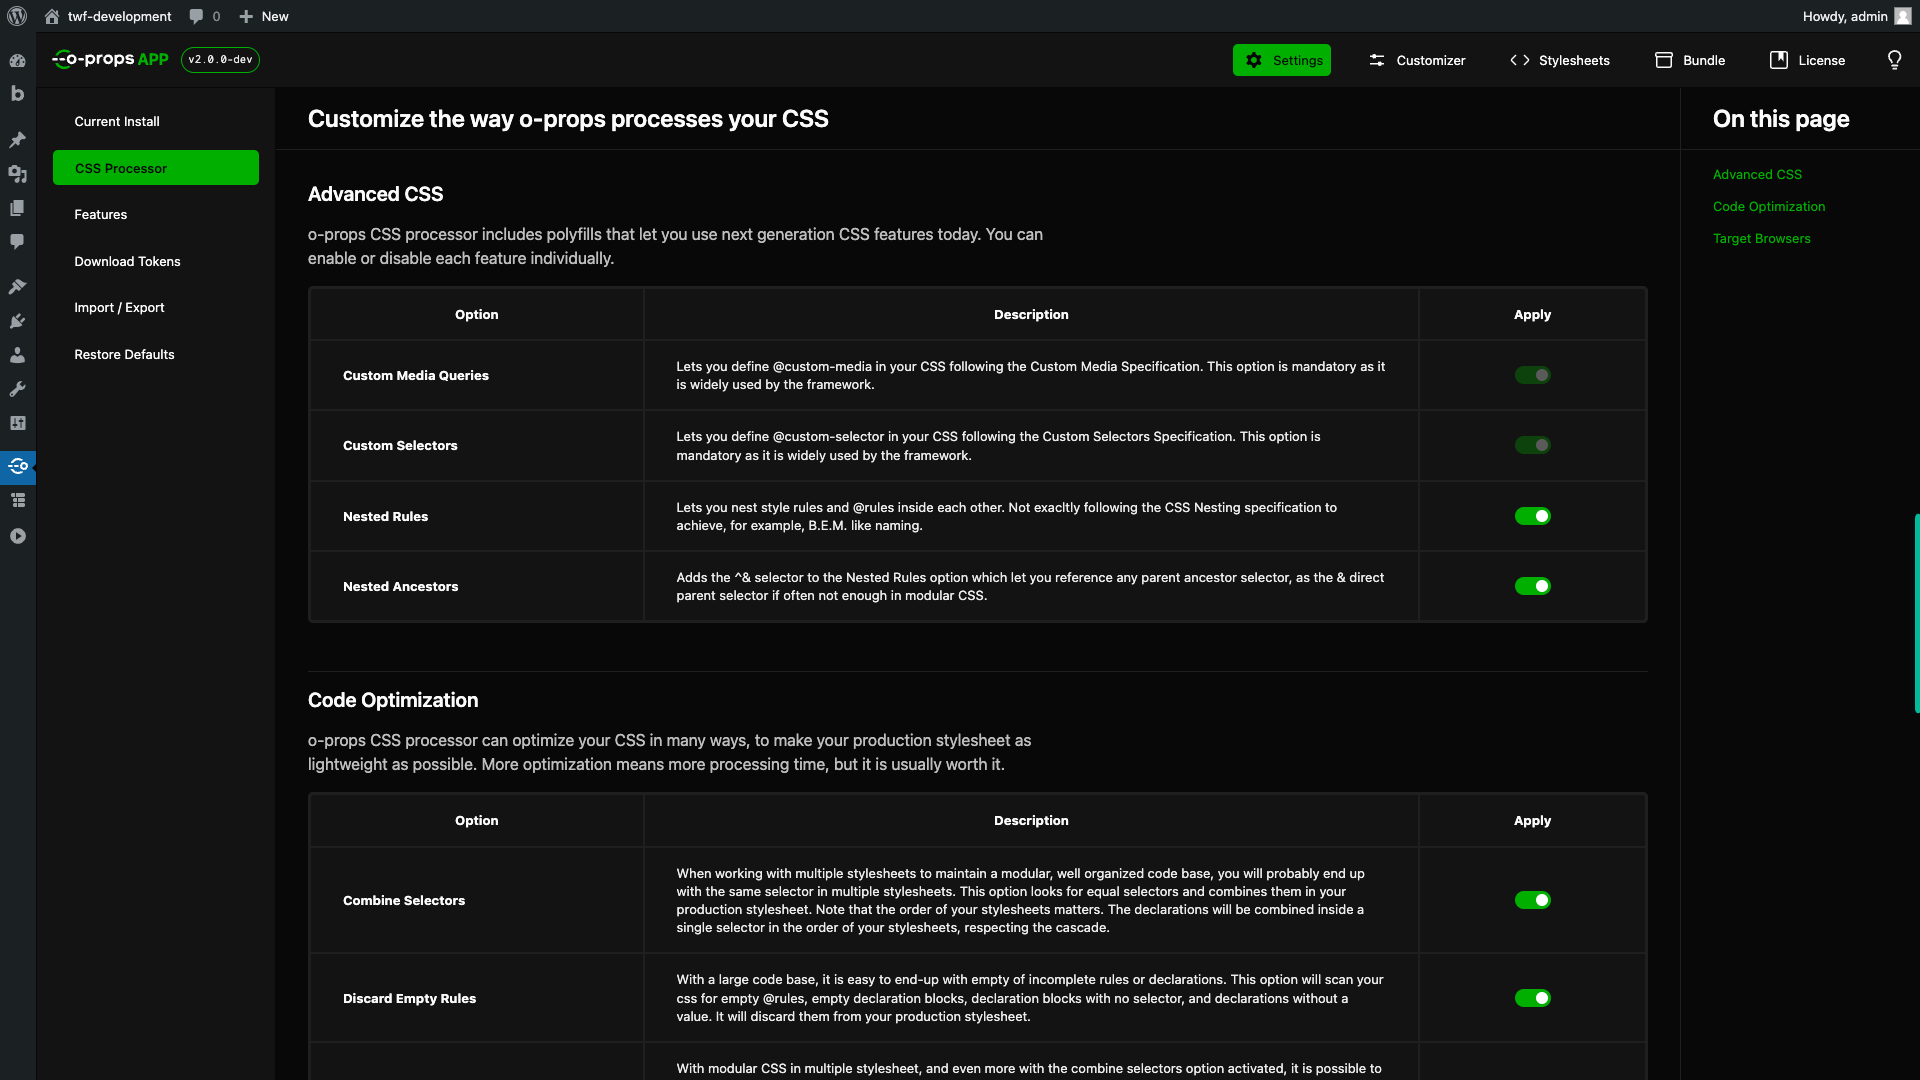 twf-development
0
New
Howdy, admin
--o-props APP
v2.0.0-dev
Settings
Customizer
Stylesheets
Bundle
License
Current Install
CSS Processor
Features
Download Tokens
Import / Export
Restore Defaults
Customize the way o-props processes your CSS
Advanced CSS
o-props CSS processor includes polyfills that let you use next generation CSS features today. You can
enable or disable each feature individually.
Option
Description
Apply
Custom Media Queries
Lets you define @custom-media in your CSS following the Custom Media Specification. This option is mandatory as it
is widely used by the framework.
Custom Selectors
Lets you define @custom-selector in your CSS following the Custom Selectors Specification. This option is
mandatory as it is widely used by the framework.
Nested Rules
Lets you nest style rules and @rules inside each other. Not exacltly following the CSS Nesting specification to
achieve, for example, B.E.M. like naming.
Nested Ancestors
Adds the ^& selector to the Nested Rules option which let you reference any parent ancestor selector, as the & direct
parent selector if often not enough in modular CSS.
Code Optimization
o-props CSS processor can optimize your CSS in many ways, to make your production stylesheet as
lightweight as possible. More optimization means more processing time, but it is usually worth it.
Option
Description
Apply
Combine Selectors
When working with multiple stylesheets to maintain a modular, well organized code base, you will probably end up
with the same selector in multiple stylesheets. This option looks for equal selectors and combines them in your
production stylesheet. Note that the order of your stylesheets matters. The declarations will be combined inside a
single selector in the order of your stylesheets, respecting the cascade.
Discard Empty Rules
With a large code base, it is easy to end-up with empty of incomplete rules or declarations. This option will scan your
css for empty @rules, empty declaration blocks, declaration blocks with no selector, and declarations without a
value. It will discard them from your production stylesheet.
With modular CSS in multiple stylesheet, and even more with the combine selectors option activated, it is possible to
On this page
Advanced CSS
Code Optimization
Target Browsers